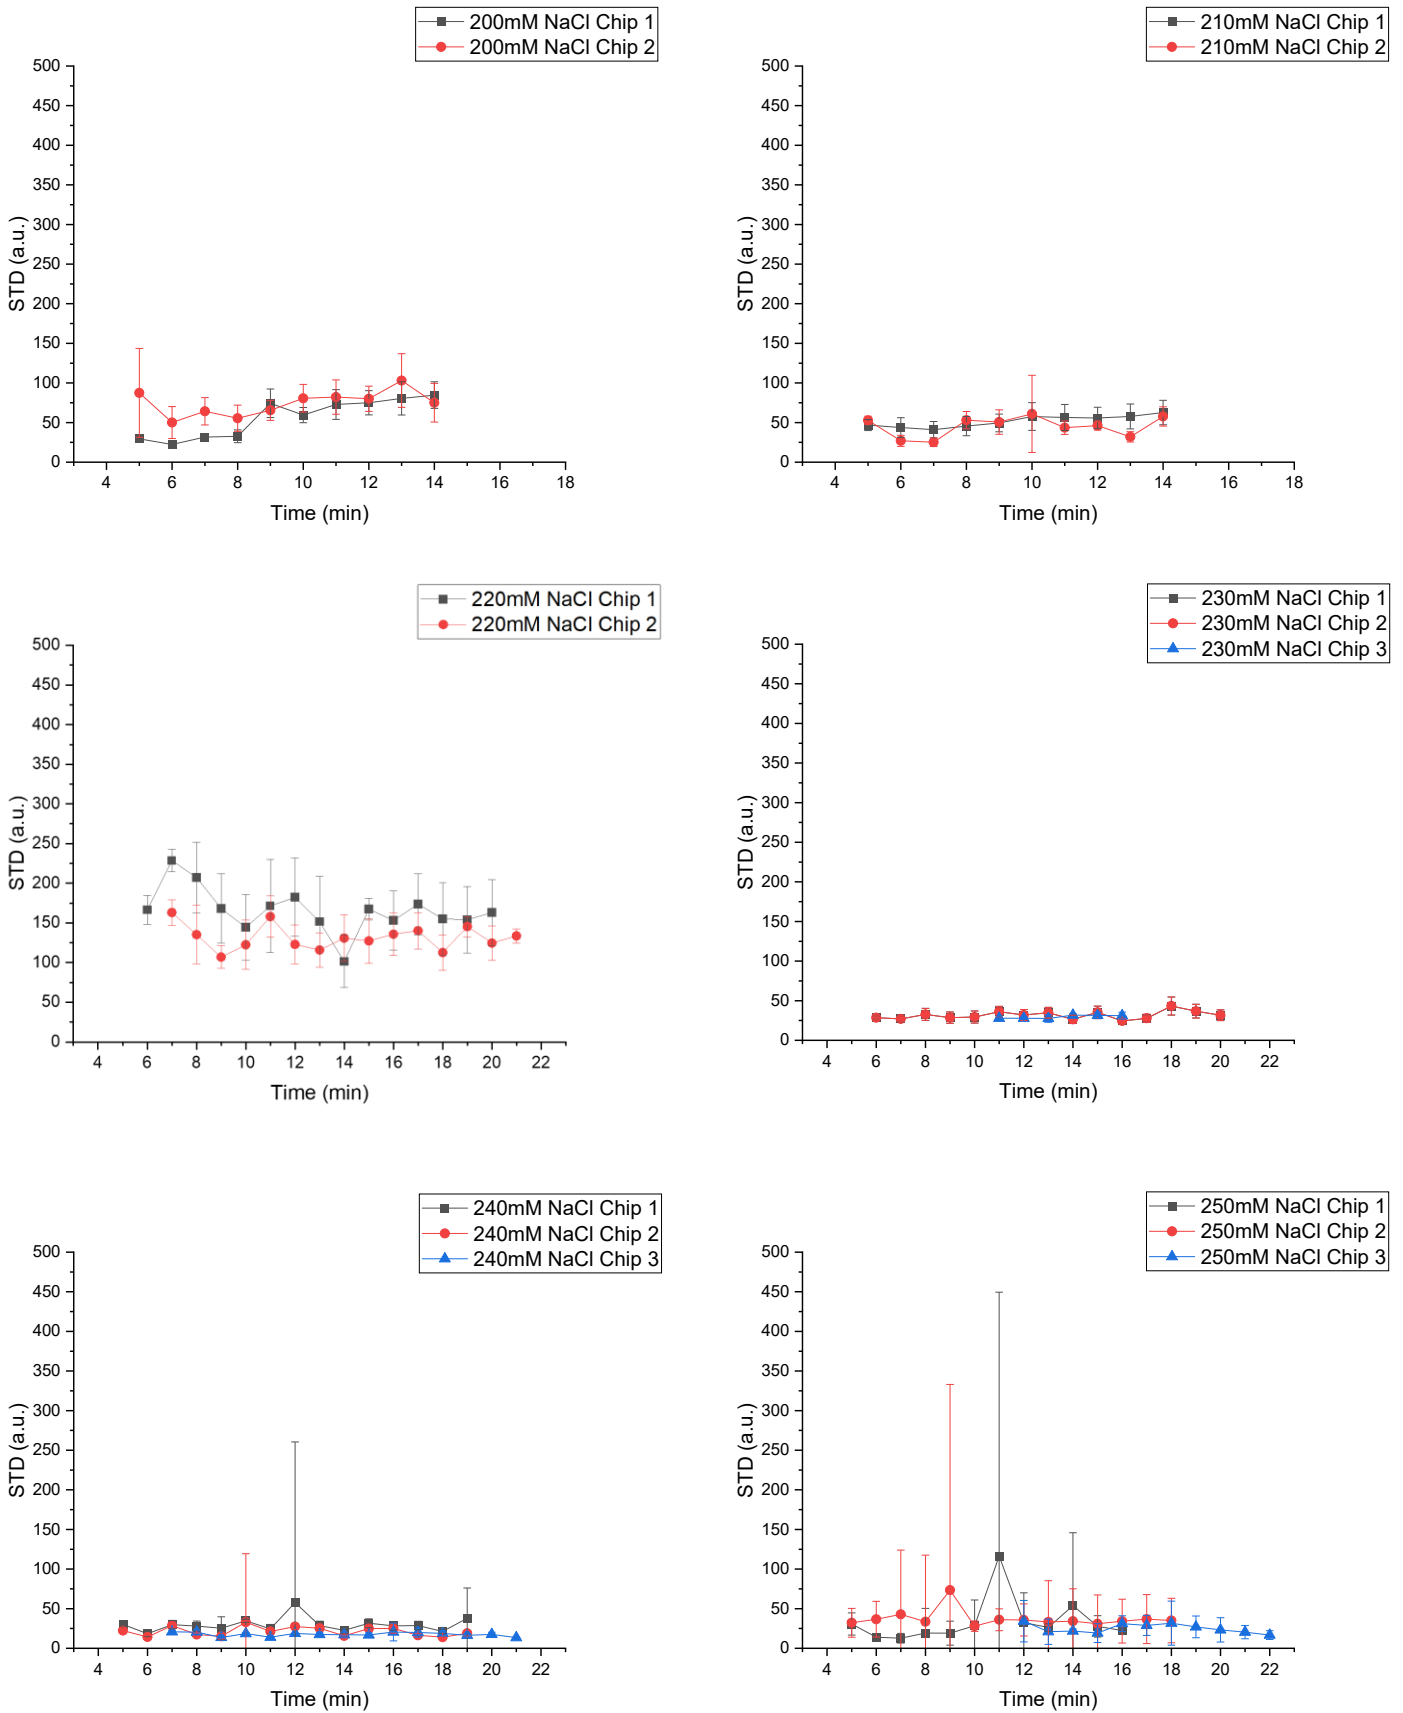 200mM NaCl Chip 1
200mM NaCl Chip 2
500
450
400
350
300
250
200
150
100
50
0
STD (a.u.)
4 6 8 10 12 14 16 18
Time (min)
210mM NaCl Chip 1
210mM NaCl Chip 2
500
450
400
350
300
250
200
150
100
50
0
STD (a.u.)
4 6 8 10 12 14 16 18
Time (min)
220mM NaCl Chip 1
220mM NaCl Chip 2
500
450
400
350
300
250
200
150
100
50
0
STD (a.u.)
4 6 8 10 12 14 16 18 20 22
Time (min)
230mM NaCl Chip 1
230mM NaCl Chip 2
230mM NaCl Chip 3
500
450
400
350
300
250
200
150
100
50
0
STD (a.u.)
4 6 8 10 12 14 16 18 20 22
Time (min)
240mM NaCl Chip 1
240mM NaCl Chip 2
240mM NaCl Chip 3
500
450
400
350
300
250
200
150
100
50
0
STD (a.u.)
4 6 8 10 12 14 16 18 20 22
Time (min)
250mM NaCl Chip 1
250mM NaCl Chip 2
250mM NaCl Chip 3
500
450
400
350
300
250
200
150
100
50
0
STD (a.u.)
4 6 8 10 12 14 16 18 20 22
Time (min)